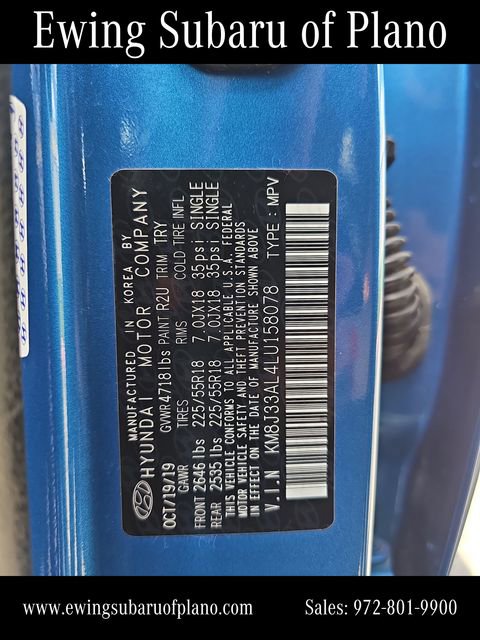 Ewing Subaru of Plano
MANUFACTURED IN KOREA BY
HYUNDAI MOTOR COMPANY
OCT/19/19 GVWR 4718 lbs PAINT R2U TRIM TRY
GAWR TIRES RIMS COLD TIRE INFL
FRONT 2646 lbs 225/55R18 7.0JX18 35psi SINGLE
REAR 2535 lbs 225/55R18 7.0JX18 35psi SINGLE
THIS VEHICLE CONFORMS TO ALL APPLICABLE U.S.A. FEDERAL
MOTOR VEHICLE SAFETY AND THEFT PREVENTION STANDARDS
IN EFFECT ON THE DATE OF MANUFACTURE SHOWN ABOVE
V.I.N KM8J33AL4LU158078 TYPE: MPV
www.ewingsubaruofplano.com Sales: 972-801-9900